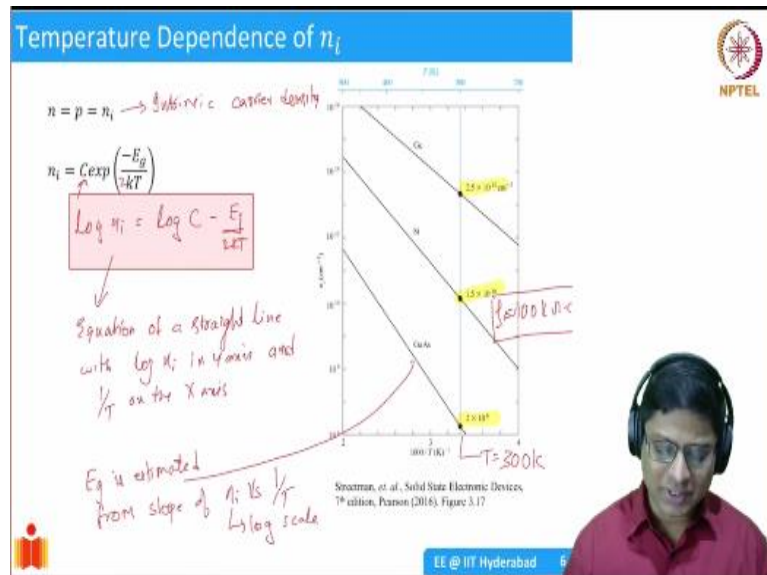 Temperature Dependence of nᵢ
NPTEL
n = p = nᵢ → Intrinsic carrier density
nᵢ = Cexp(-E_g/2kT)
Log nᵢ = Log C - E_g/2kT
Equation of a straight line
with log nᵢ in y axis and
1/T on the X axis
Eg is estimated
from slope of nᵢ Vs 1/T
↳ log scale
T (K)
Ge
2.5 × 10¹³ cm⁻³
Si
1.5 × 10¹⁰
GaAs
2 × 10⁶
2
3
4
1000/T (K)⁻¹
T=300K
Streetman, et. al., Solid State Electronic Devices,
7ᵗʰ edition, Pearson (2016). Figure 3.17
EE @ IIT Hyderabad 6